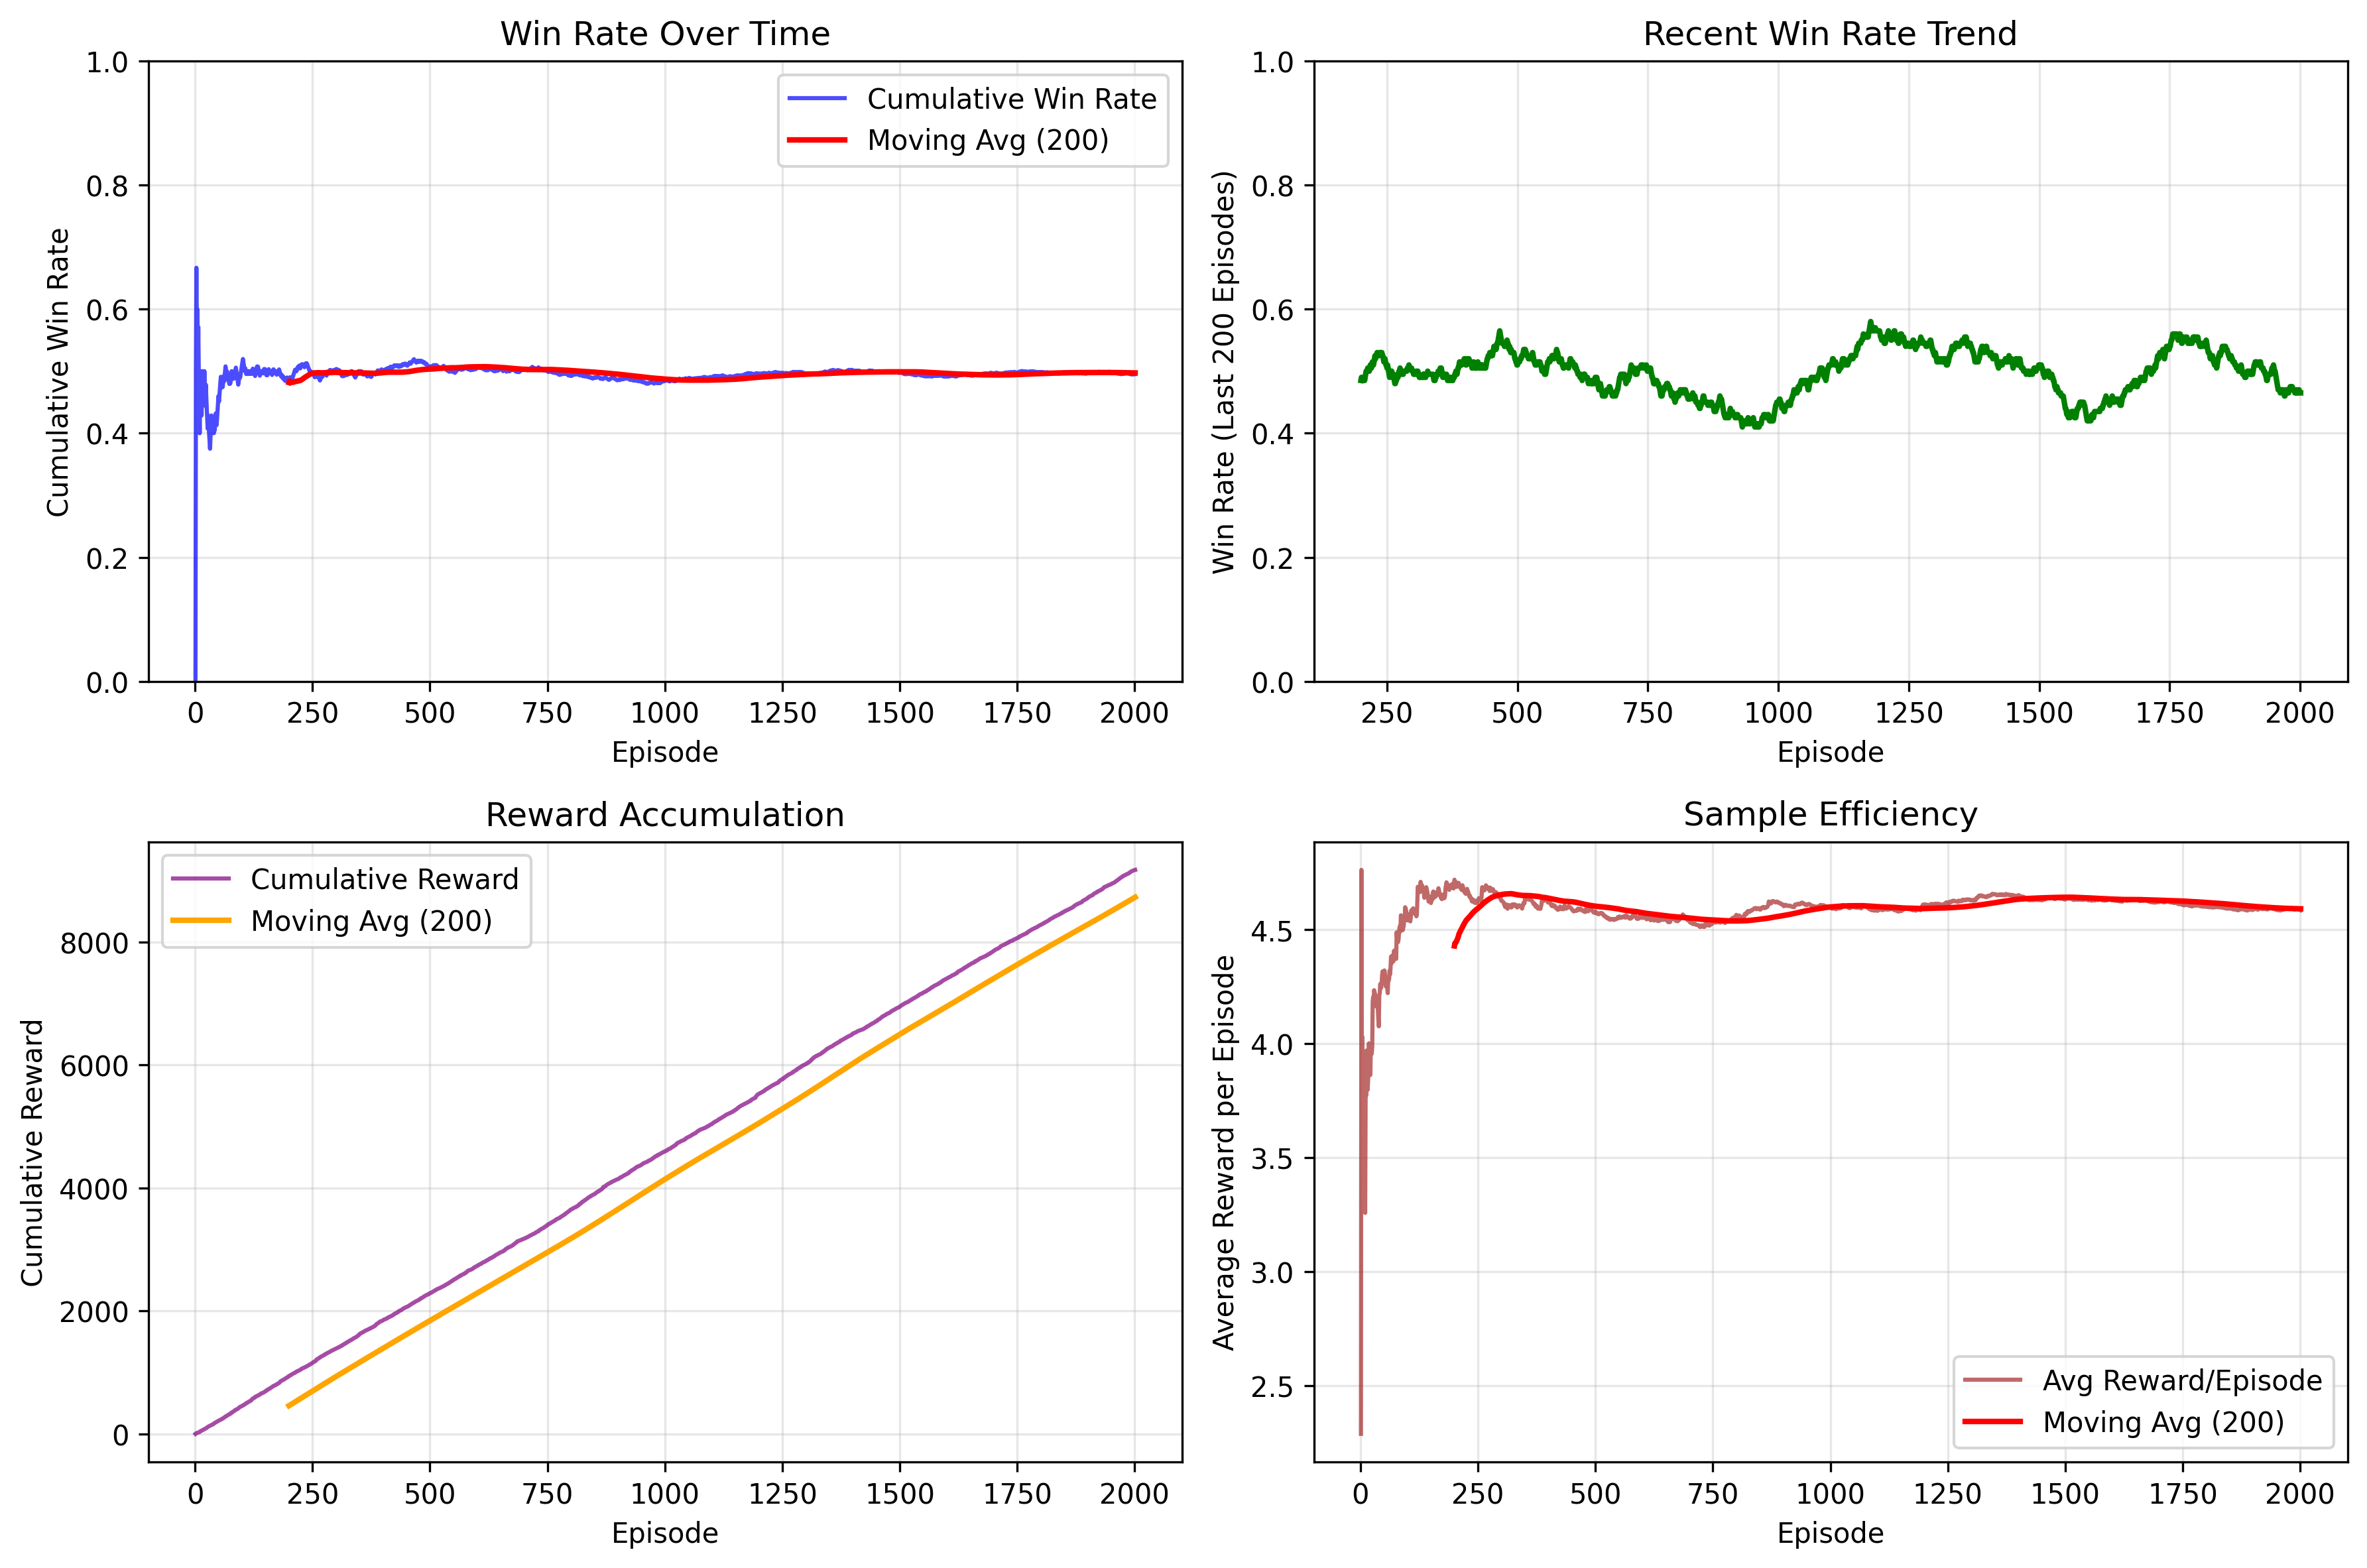 Win Rate Over Time
Cumulative Win Rate
1.0
0.8
0.6
0.4
0.2
0.0
Cumulative Win Rate
Moving Avg (200)
0 250 500 750 1000 1250 1500 1750 2000
Episode
Recent Win Rate Trend
Win Rate (Last 200 Episodes)
1.0
0.8
0.6
0.4
0.2
0.0
250 500 750 1000 1250 1500 1750 2000
Episode
Reward Accumulation
Cumulative Reward
Cumulative Reward
Moving Avg (200)
8000
6000
4000
2000
0
0 250 500 750 1000 1250 1500 1750 2000
Episode
Sample Efficiency
Average Reward per Episode
4.5
4.0
3.5
3.0
2.5
Avg Reward/Episode
Moving Avg (200)
0 250 500 750 1000 1250 1500 1750 2000
Episode